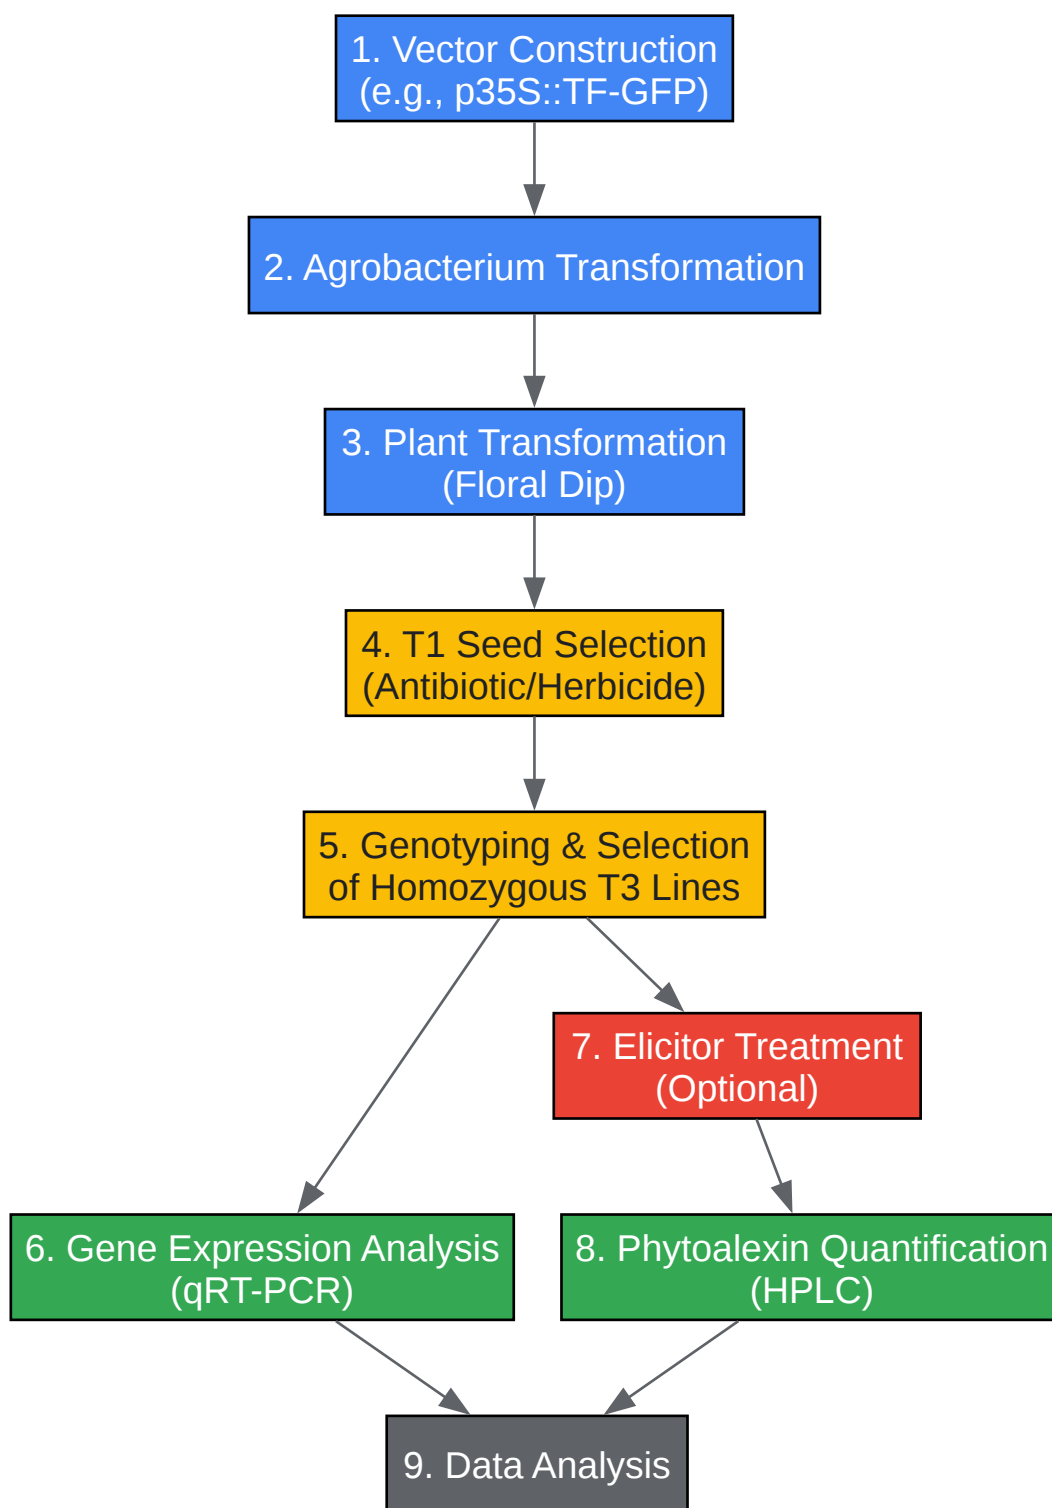 1. Vector Construction
(e.g., p35S::TF-GFP)
2. Agrobacterium Transformation
3. Plant Transformation
(Floral Dip)
4. T1 Seed Selection
(Antibiotic/Herbicide)
5. Genotyping & Selection
of Homozygous T3 Lines
7. Elicitor Treatment
(Optional)
6. Gene Expression Analysis
(qRT-PCR)
8. Phytoalexin Quantification
(HPLC)
9. Data Analysis